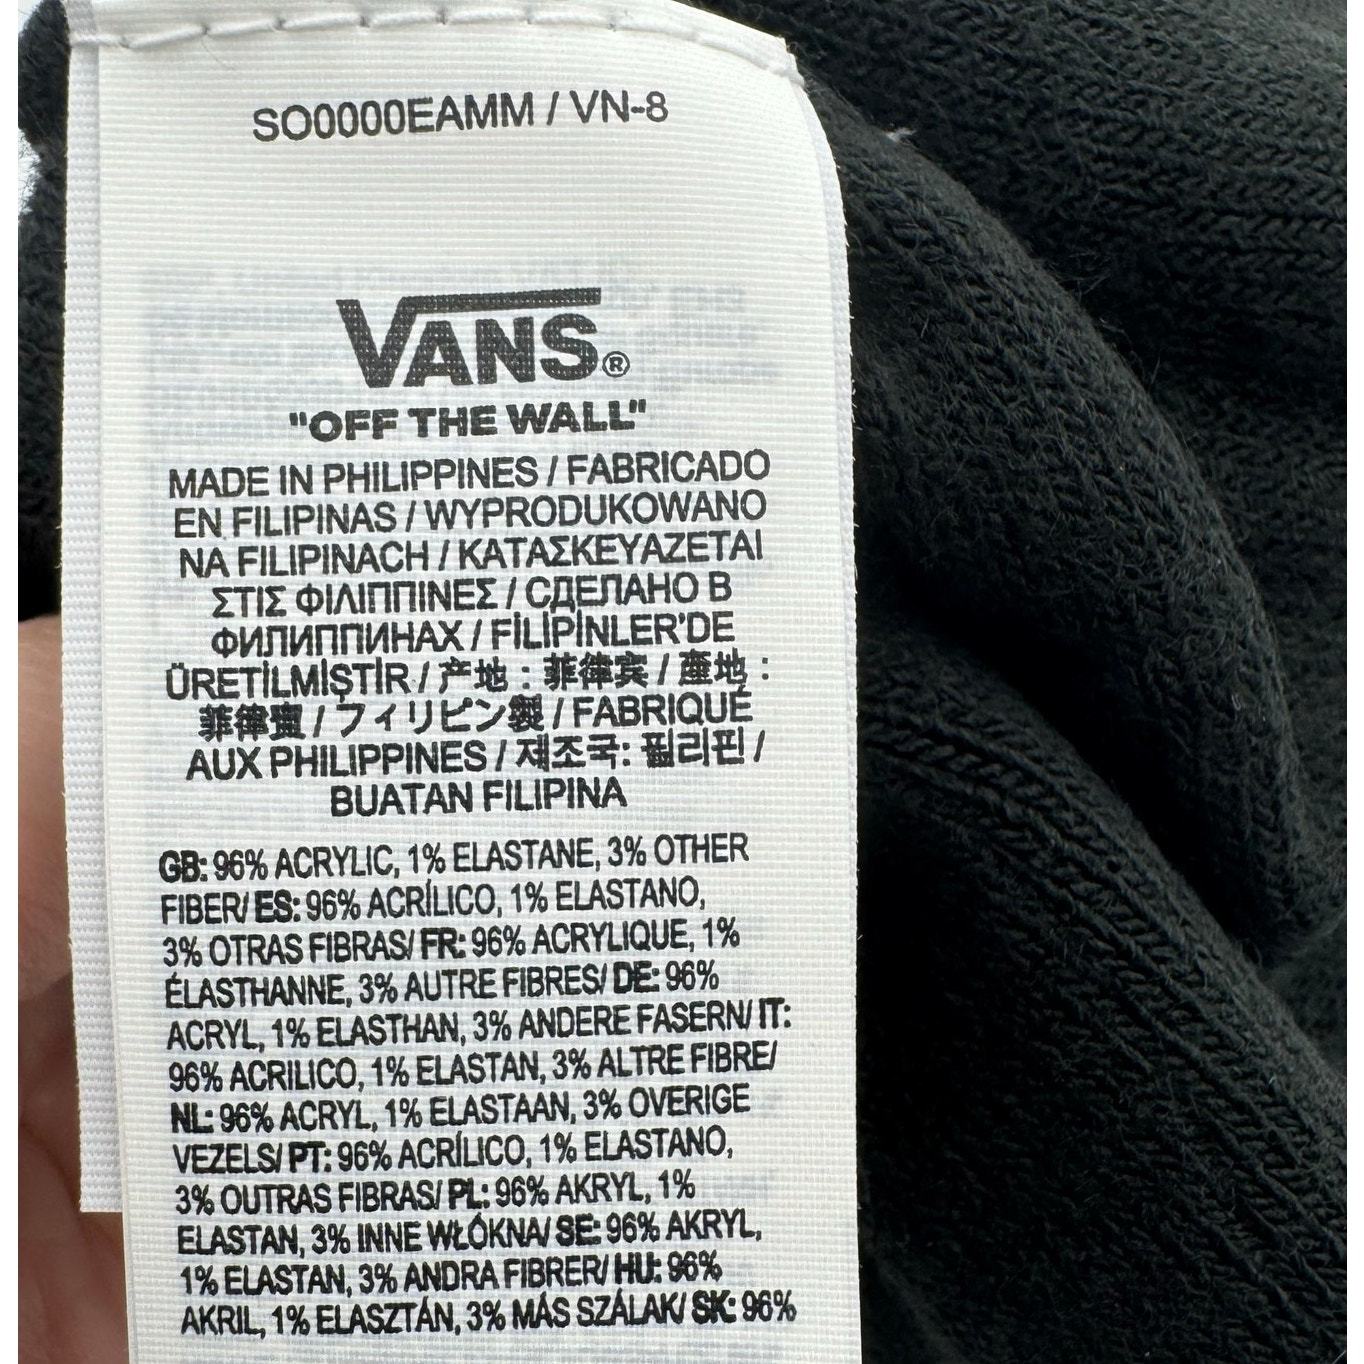 SO0000EAMM / VN-8
VANS®
"OFF THE WALL"
MADE IN PHILIPPINES / FABRICADO
EN FILIPINAS / WYPRODUKOWANO
NA FILIPINACH / ΚΑΤΑΣΚΕΥΑΖΕΤΑΙ
ΣΤΙΣ ΦΙΛΙΠΠΙΝΕΣ / СДЕЛАНО В
ФИЛИППИНАХ / FİLİPİNLER'DE
ÜRETİLMİŞTİR / 产地 : 菲律宾 / 產地 :
菲律賓 / フィリピン製 / FABRIQUÉ
AUX PHILIPPINES / 제조국: 필리핀 /
BUATAN FILIPINA
GB: 96% ACRYLIC, 1% ELASTANE, 3% OTHER
FIBER/ ES: 96% ACRÍLICO, 1% ELASTANO,
3% OTRAS FIBRAS/ FR: 96% ACRYLIQUE, 1%
ÉLASTHANNE, 3% AUTRE FIBRES/ DE: 96%
ACRYL, 1% ELASTHAN, 3% ANDERE FASERN/ IT:
96% ACRILICO, 1% ELASTAN, 3% ALTRE FIBRE/
NL: 96% ACRYL, 1% ELASTAAN, 3% OVERIGE
VEZELS/ PT: 96% ACRÍLICO, 1% ELASTANO,
3% OUTRAS FIBRAS/ PL: 96% AKRYL, 1%
ELASTAN, 3% INNE WŁÓKNA/ SE: 96% AKRYL,
1% ELASTAN, 3% ANDRA FIBRER/ HU: 96%
AKRIL, 1% ELASZTÁN, 3% MÁS SZÁLAK/ SK: 96%